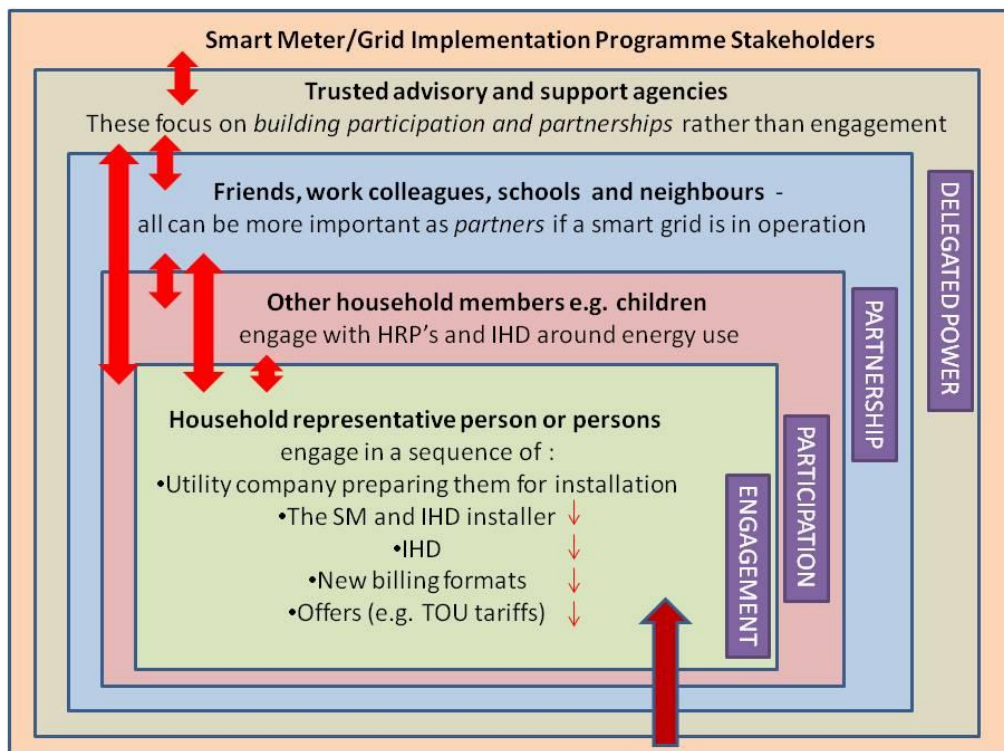 Smart Meter/Grid Implementation Programme Stakeholders
Trusted advisory and support agencies
These focus on building participation and partnerships rather than engagement
Friends, work colleagues, schools and neighbours -
all can be more important as partners if a smart grid is in operation
Other household members e.g. children
engage with HRP's and IHD around energy use
Household representative person or persons
engage in a sequence of :
•Utility company preparing them for installation
•The SM and IHD installer
•IHD
•New billing formats
•Offers (e.g. TOU tariffs)
ENGAGEMENT
PARTICIPATION
PARTNERSHIP
DELEGATED POWER